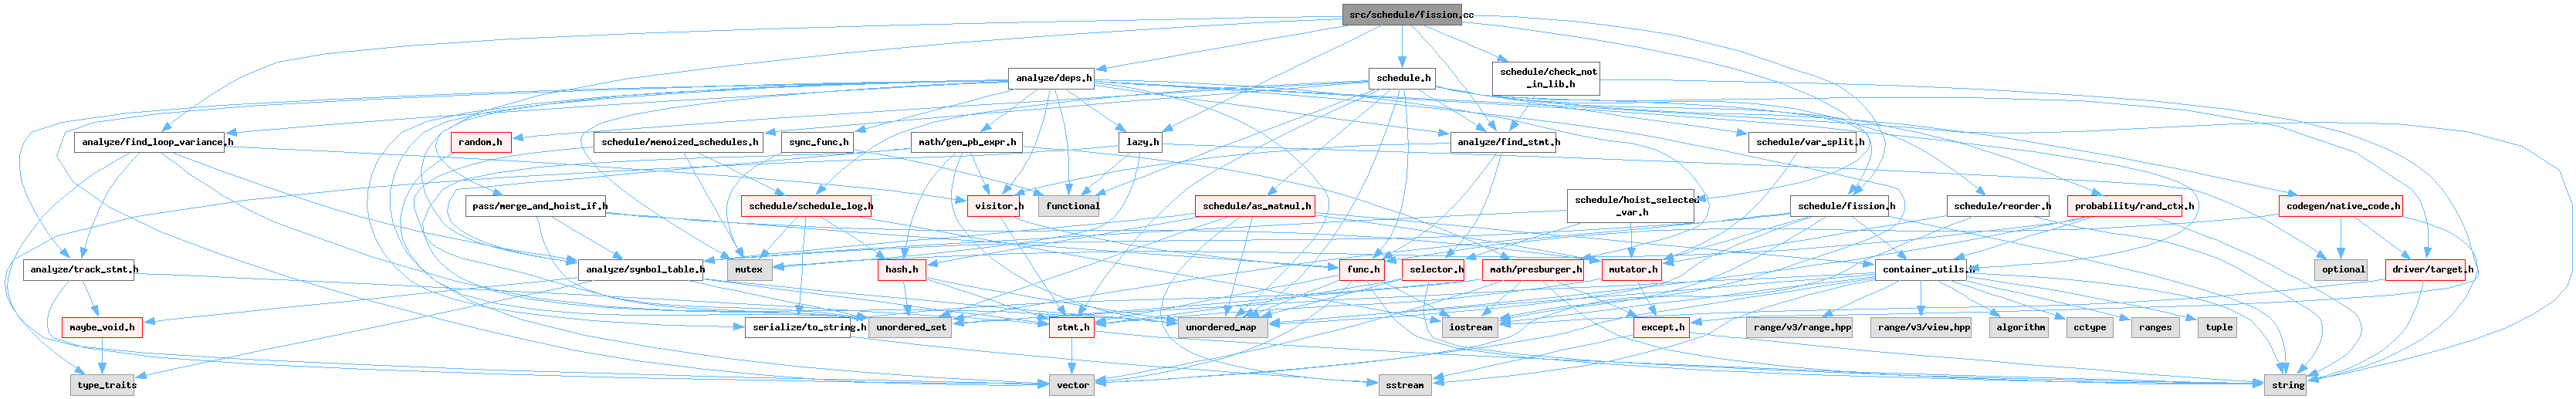 src/schedule/fission.cc
analyze/deps.h
schedule.h
schedule/check_not
_in_lib.h
analyze/find_loop_variance.h
random.h
schedule/memoized_schedules.h
sync_func.h
math/gen_pb_expr.h
lazy.h
analyze/find_stmt.h
schedule/var_split.h
pass/merge_and_hoist_if.h
schedule/schedule_log.h
visitor.h
functional
schedule/as_matmul.h
schedule/hoist_selected
_var.h
schedule/fission.h
schedule/reorder.h
probability/rand_ctx.h
codegen/native_code.h
analyze/track_stmt.h
analyze/symbol_table.h
mutex
hash.h
func.h
selector.h
math/presburger.h
mutator.h
container_utils.h
optional
driver/target.h
maybe_void.h
serialize/to_string.h
unordered_set
stmt.h
unordered_map
iostream
except.h
range/v3/range.hpp
range/v3/view.hpp
algorithm
cctype
ranges
tuple
type_traits
vector
sstream
string